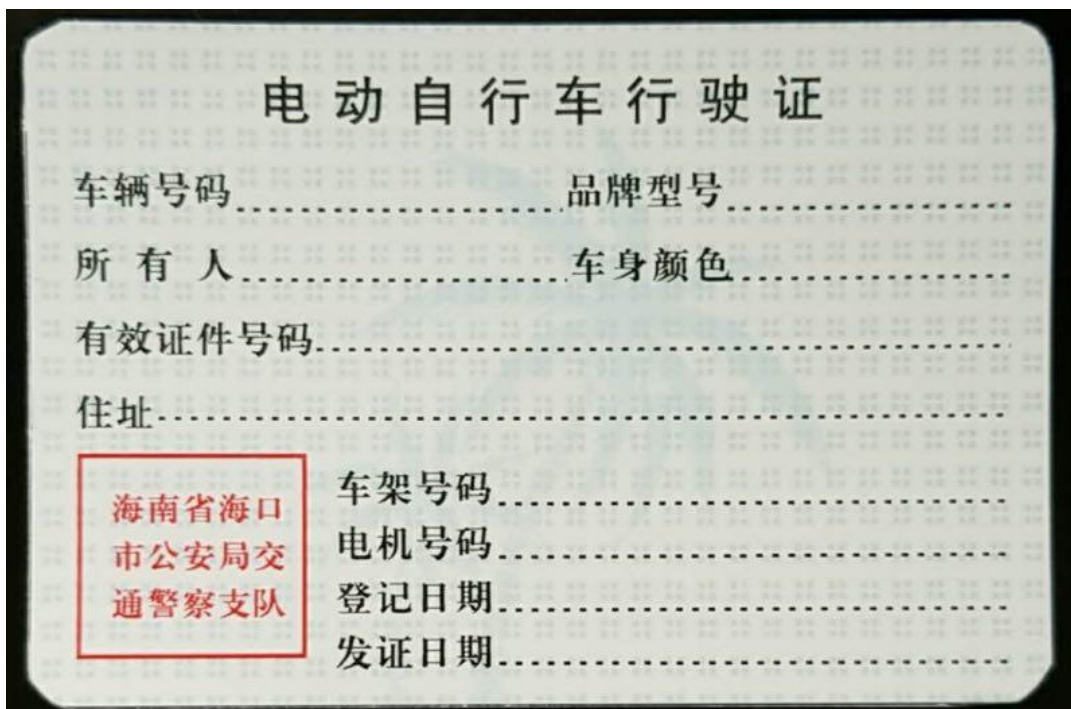 电动自行车行驶证
车辆号码 品牌型号
所有人 车身颜色
有效证件号码
住址
海南省海口
市公安局交
通警察支队
车架号码
电机号码
登记日期
发证日期